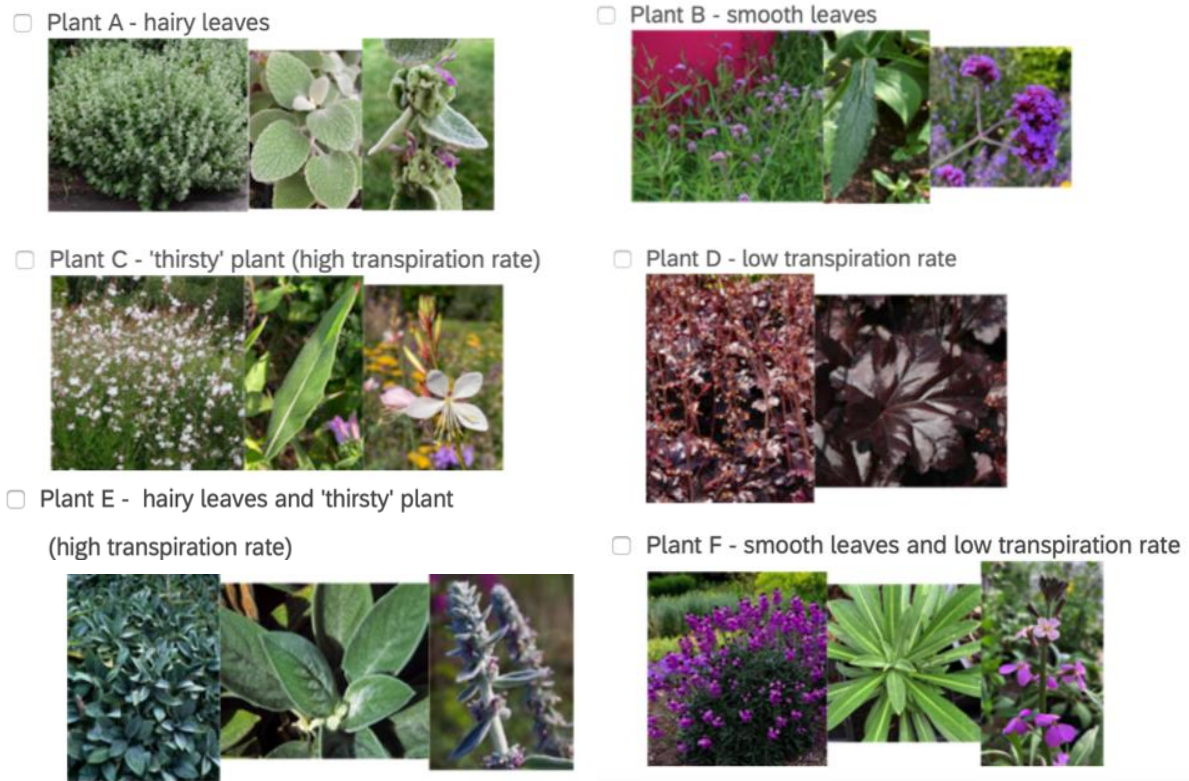 Plant A - hairy leaves
Plant B - smooth leaves
Plant C - 'thirsty' plant (high transpiration rate)
Plant D - low transpiration rate
Plant E - hairy leaves and 'thirsty' plant
(high transpiration rate)
Plant F - smooth leaves and low transpiration rate